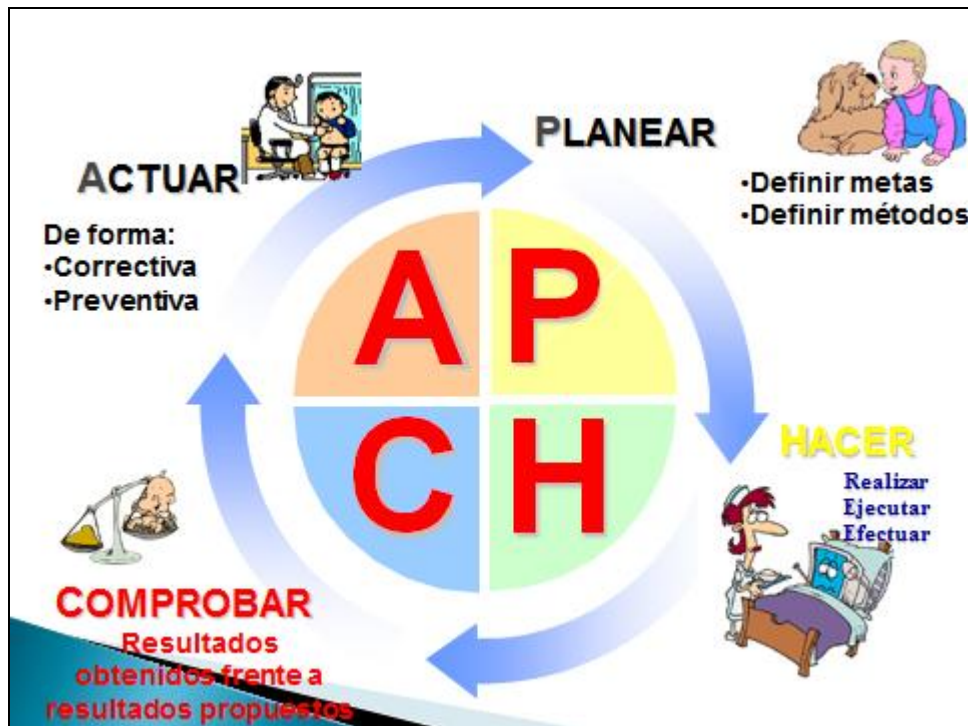 PLANEAR
•Definir metas
•Definir métodos
HACER
Realizar
Ejecutar
Efectuar
COMPROBAR
Resultados
obtenidos frente a
resultados propuestos
ACTUAR
De forma:
•Correctiva
•Preventiva
A P
C H